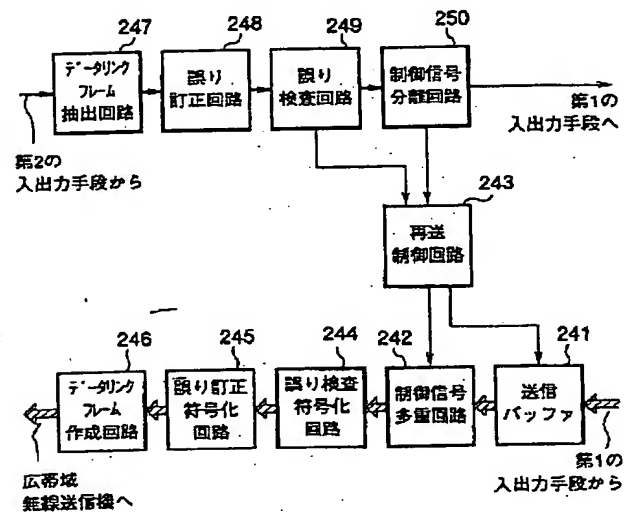 247
248
249
250
データリンク
フレーム
抽出回路
誤り
訂正回路
誤り
検査回路
制御信号
分離回路
第2の
入出力手段から
第1の
入出力手段へ
243
再送
制御回路
246
245
244
242
241
データリンク
フレーム
作成回路
誤り訂正
符号化
回路
誤り検査
符号化
回路
制御信号
多重回路
送信
バッファ
広帯域
無線送信機へ
第1の
入出力手段から